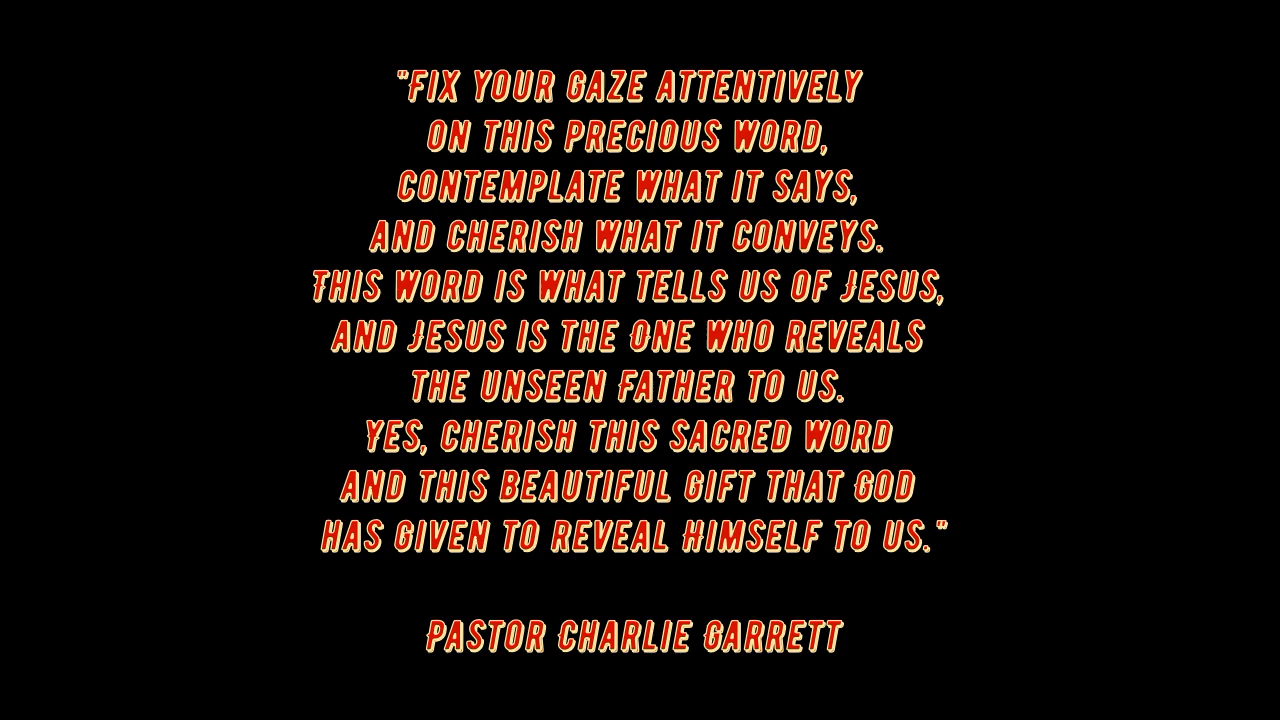 "Fix your gaze attentively
on this precious word,
contemplate what it says,
and cherish what it conveys.
This word is what tells us of Jesus,
and Jesus is the One who reveals
the unseen Father to us.
Yes, cherish this sacred word
and this beautiful gift that God
has given to reveal Himself to us."
Pastor Charlie Garrett